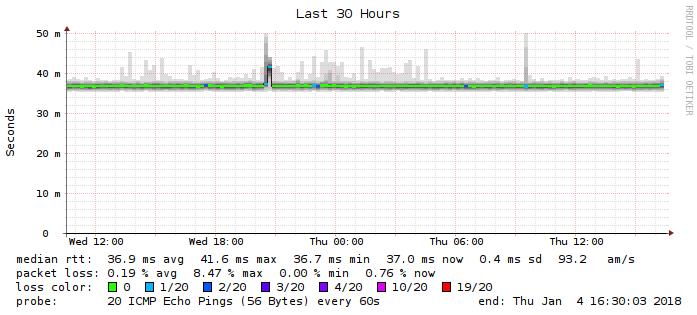 Last 30 Hours
RRDTOOL / TOBI OETIKER
Seconds
50 m
40 m
30 m
20 m
10 m
0
Wed 12:00 Wed 18:00 Thu 00:00 Thu 06:00 Thu 12:00
median rtt: 36.9 ms avg 41.6 ms max 36.7 ms min 37.0 ms now 0.4 ms sd 93.2 am/s
packet loss: 0.19 % avg 8.47 % max 0.00 % min 0.76 % now
loss color: 0 1/20 2/20 3/20 4/20 10/20 19/20
probe: 20 ICMP Echo Pings (56 Bytes) every 60s end: Thu Jan 4 16:30:03 2018